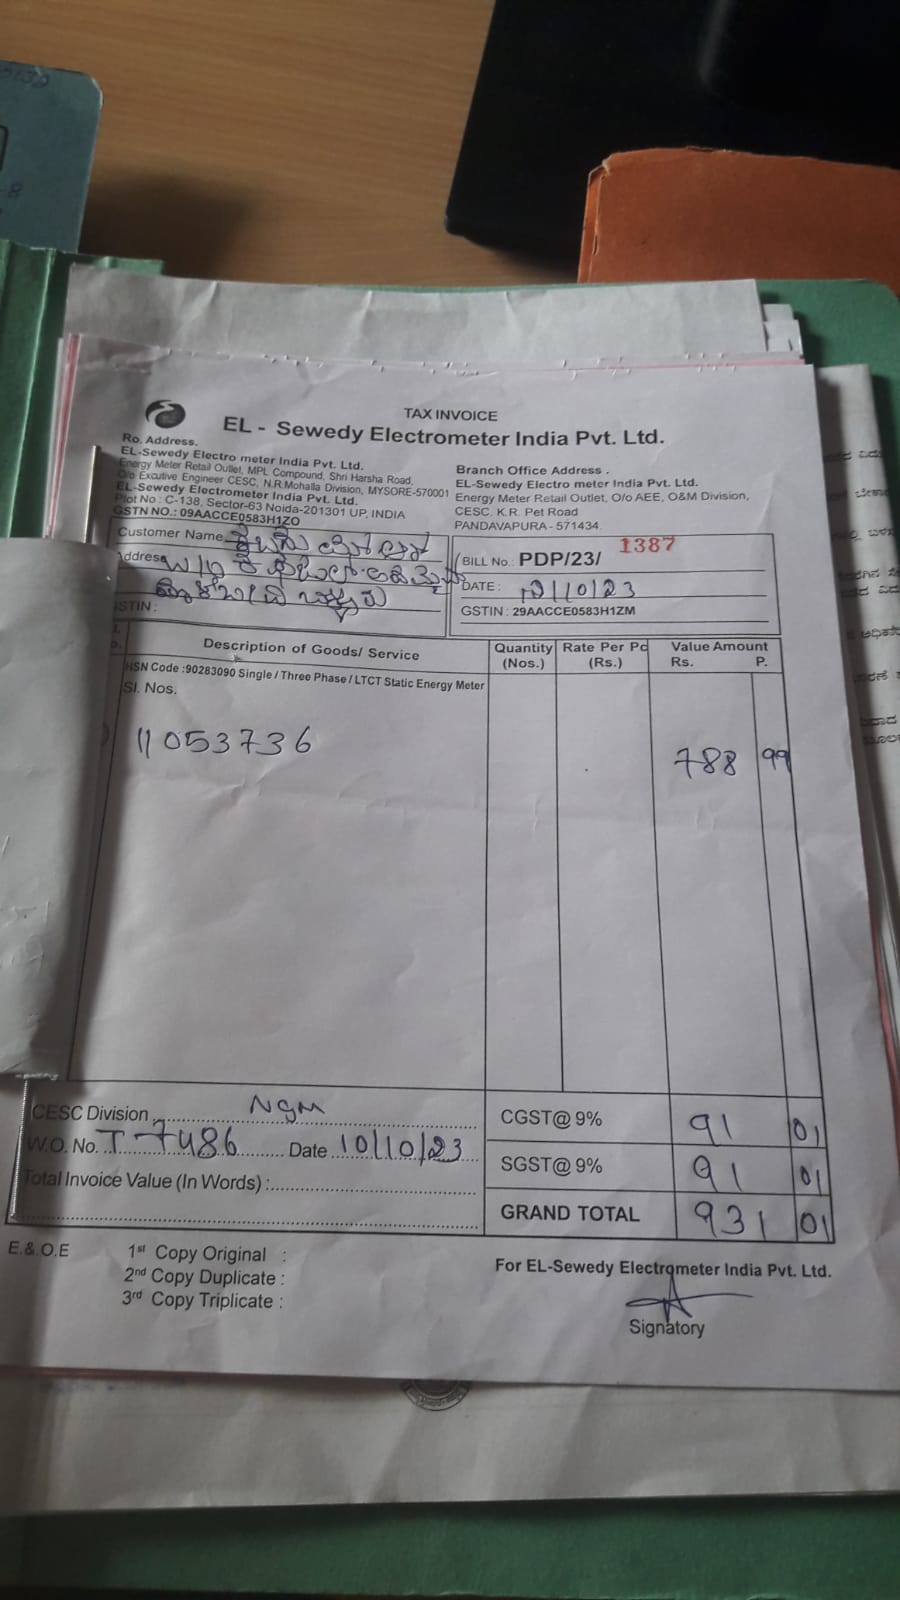 TAX INVOICE
EL - Sewedy Electrometer India Pvt. Ltd.
Ro. Address.
EL-Sewedy Electro meter India Pvt. Ltd.
Energy Meter Retail Outlet, MPL Compound, Shri Harsha Road,
O/o Excutive Engineer CESC, N.R.Mohalla Division, MYSORE-570001
EL-Sewedy Electrometer India Pvt. Ltd.
Plot No : C-138, Sector-63 Noida-201301 UP, INDIA
GSTN NO.: 09AACCE0583H1ZO
Branch Office Address .
EL-Sewedy Electro meter India Pvt. Ltd.
Energy Meter Retail Outlet, O/o AEE, O&M Division,
CESC. K.R. Pet Road
PANDAVAPURA - 571434
Customer Name
Address
GSTIN :
BILL No.: PDP/23/ 1387
DATE : 12/10/23
GSTIN : 29AACCE0583H1ZM
Description of Goods/ Service
Quantity (Nos.)
Rate Per Pc (Rs.)
Value Amount
Rs. P.
HSN Code :90283090 Single / Three Phase / LTCT Static Energy Meter
Sl. Nos.
11053736
788 99
CESC Division NGM
W.O. No. T-7486 Date 10/10/23
Total Invoice Value (In Words) :
CGST@ 9% 91 01
SGST@ 9% 91 01
GRAND TOTAL 931 01
E.& .O.E
1st Copy Original :
2nd Copy Duplicate :
3rd Copy Triplicate :
For EL-Sewedy Electrometer India Pvt. Ltd.
Signatory